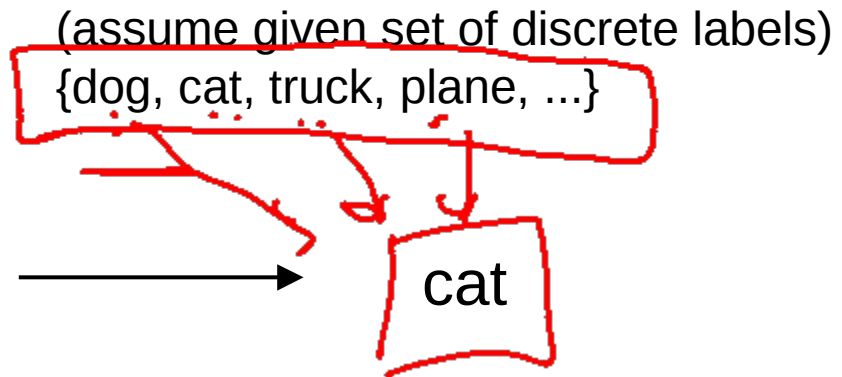 (assume given set of discrete labels)
{dog, cat, truck, plane, ...}
cat